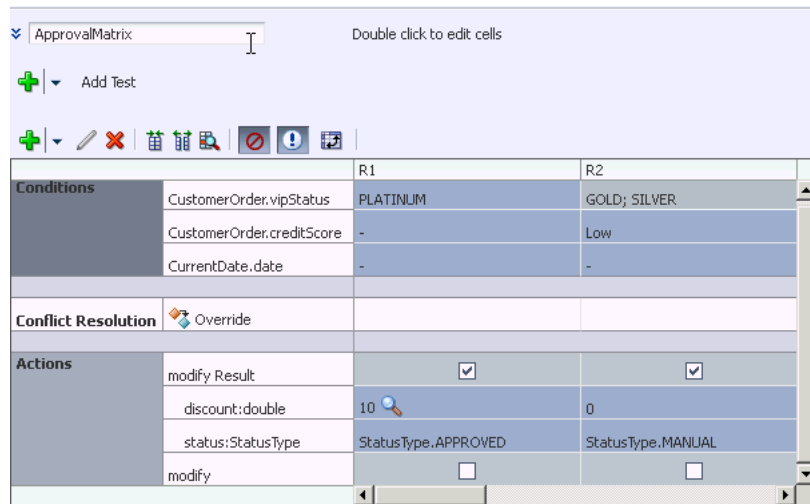 ApprovalMatrix Double click to edit cells
Add Test
R1 R2
Conditions CustomerOrder.vipStatus PLATINUM GOLD; SILVER
CustomerOrder.creditScore - Low
CurrentDate.date - -
Conflict Resolution Override
Actions modify Result
discount:double 10 0
status:StatusType StatusType.APPROVED StatusType.MANUAL
modify